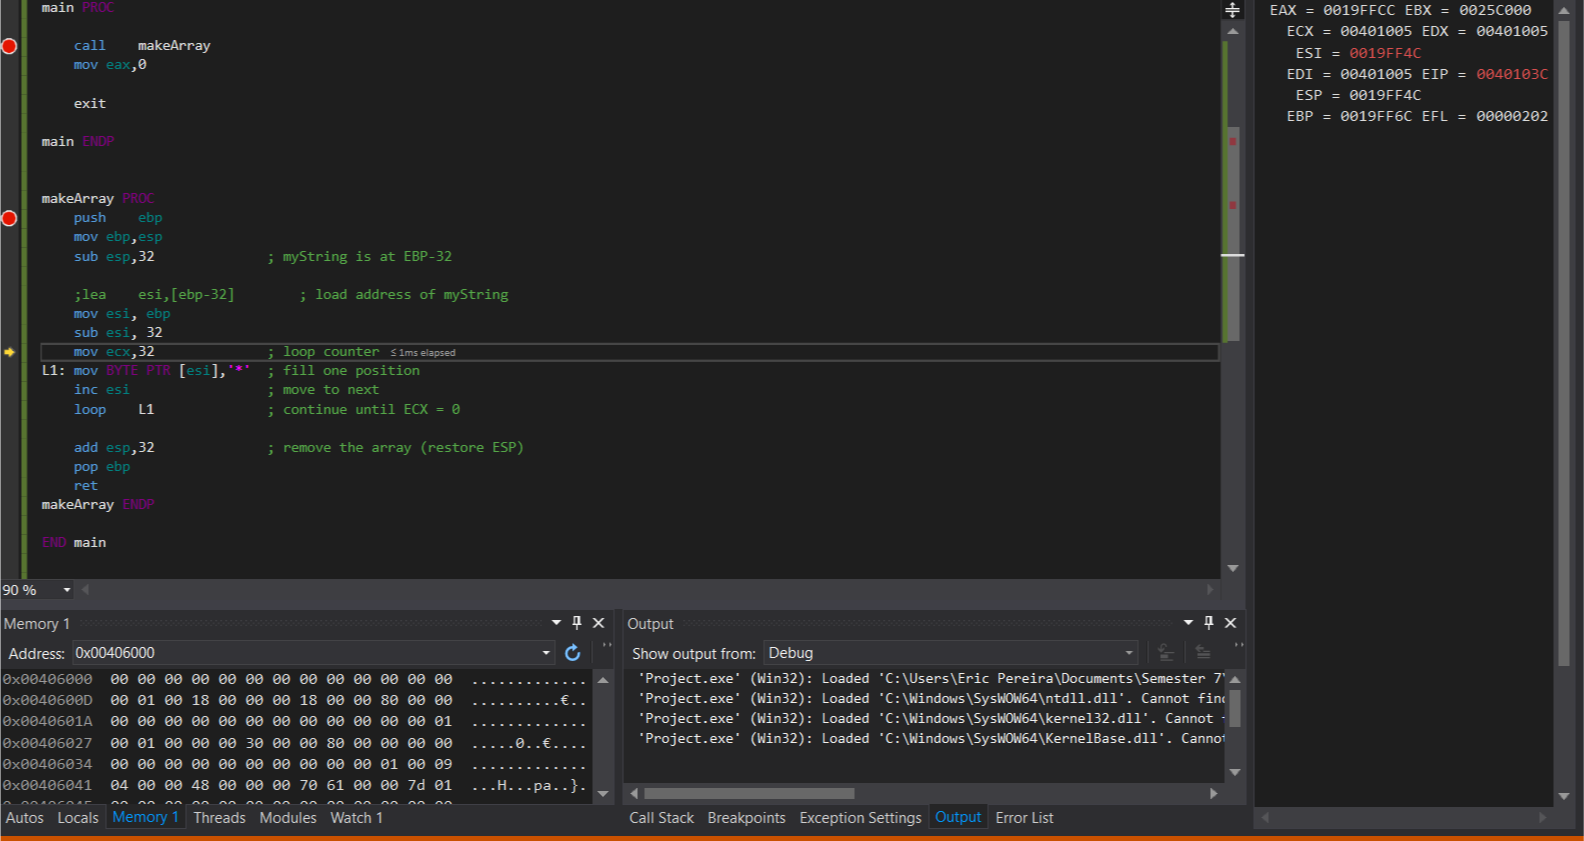 main PROC
call    makeArray
mov eax,0
exit
main ENDP
makeArray PROC
push    ebp
mov ebp,esp
sub esp,32              ; myString is at EBP-32
;lea    esi,[ebp-32]        ; load address of myString
mov esi, ebp
sub esi, 32
mov ecx,32              ; loop counter ≤ 1ms elapsed
L1: mov BYTE PTR [esi],'*'  ; fill one position
inc esi                 ; move to next
loop    L1              ; continue until ECX = 0
add esp,32              ; remove the array (restore ESP)
pop ebp
ret
makeArray ENDP
END main
90 %
EAX = 0019FFCC EBX = 0025C000
ECX = 00401005 EDX = 00401005
ESI = 0019FF4C
EDI = 00401005 EIP = 0040103C
ESP = 0019FF4C
EBP = 0019FF6C EFL = 00000202
Memory 1
Address: 0x00406000
0x00406000  00 00 00 00 00 00 00 00 00 00 00 00 00  .............
0x0040600D  00 01 00 18 00 00 00 18 00 00 80 00 00  ..........€..
0x0040601A  00 00 00 00 00 00 00 00 00 00 00 00 01  .............
0x00406027  00 01 00 00 00 30 00 00 80 00 00 00 00  .....0..€....
0x00406034  00 00 00 00 00 00 00 00 00 00 01 00 09  .............
0x00406041  04 00 00 48 00 00 00 70 61 00 00 7d 01  ...H...pa..}.
Autos Locals Memory 1 Threads Modules Watch 1
Output
Show output from: Debug
'Project.exe' (Win32): Loaded 'C:\Users\Eric Pereira\Documents\Semester 7\
'Project.exe' (Win32): Loaded 'C:\Windows\SysWOW64\ntdll.dll'. Cannot find
'Project.exe' (Win32): Loaded 'C:\Windows\SysWOW64\kernel32.dll'. Cannot
'Project.exe' (Win32): Loaded 'C:\Windows\SysWOW64\KernelBase.dll'. Cannot
Call Stack Breakpoints Exception Settings Output Error List